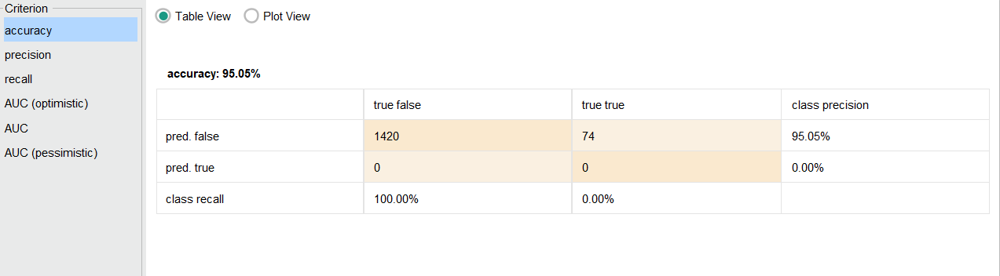 Criterion
accuracy
precision
recall
AUC (optimistic)
AUC
AUC (pessimistic)
Table View Plot View
accuracy: 95.05%
true false true true class precision
pred. false 1420 74 95.05%
pred. true 0 0 0.00%
class recall 100.00% 0.00%